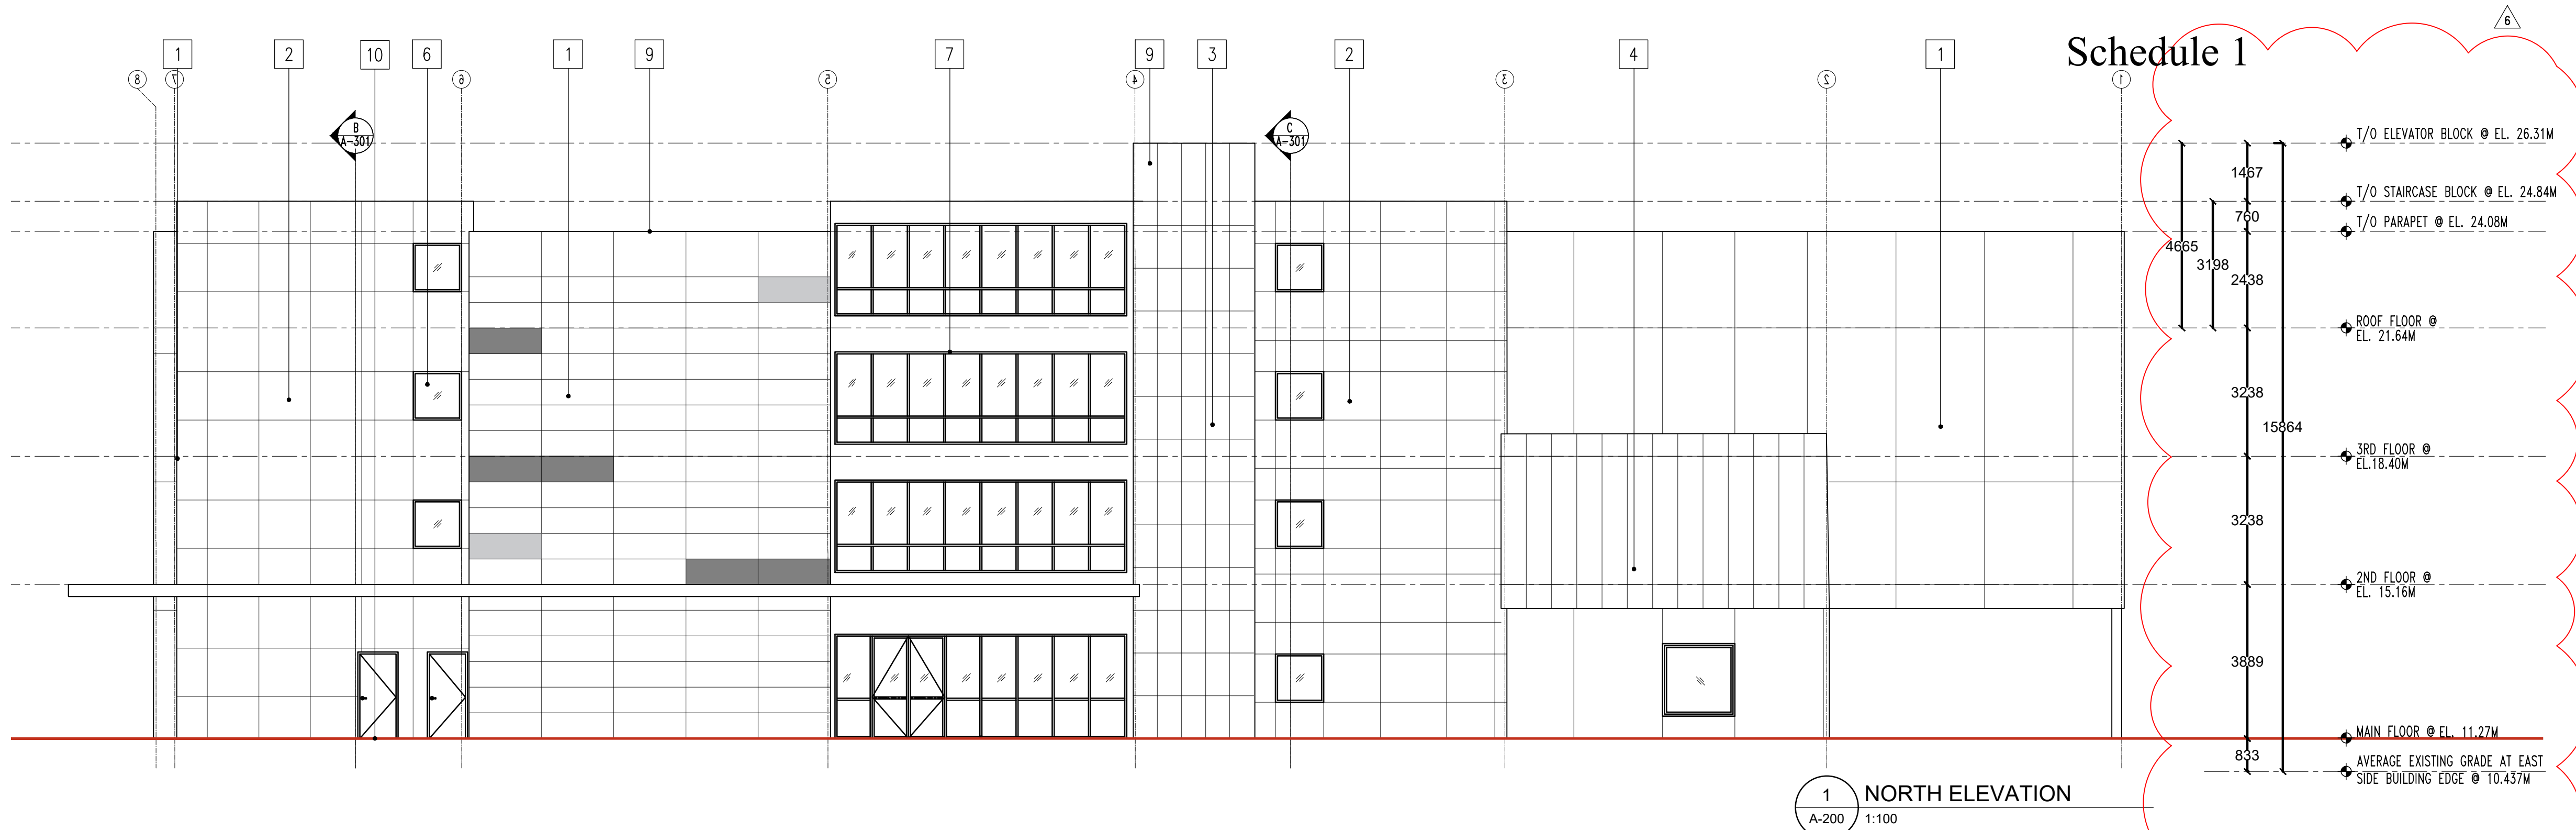 6
Schedule 1
1
2
10
6
1
9
7
9
3
2
4
1
8
7
6
5
4
3
2
1
B
A-301
C
A-301
T/O ELEVATOR BLOCK @ EL. 26.31M
1467
T/O STAIRCASE BLOCK @ EL. 24.84M
760
T/O PARAPET @ EL. 24.08M
4665
3198
2438
ROOF FLOOR @
EL. 21.64M
3238
15864
3RD FLOOR @
EL.18.40M
3238
2ND FLOOR @
EL. 15.16M
3889
MAIN FLOOR @ EL. 11.27M
833
AVERAGE EXISTING GRADE AT EAST
SIDE BUILDING EDGE @ 10.437M
1
A-200
NORTH ELEVATION
1:100